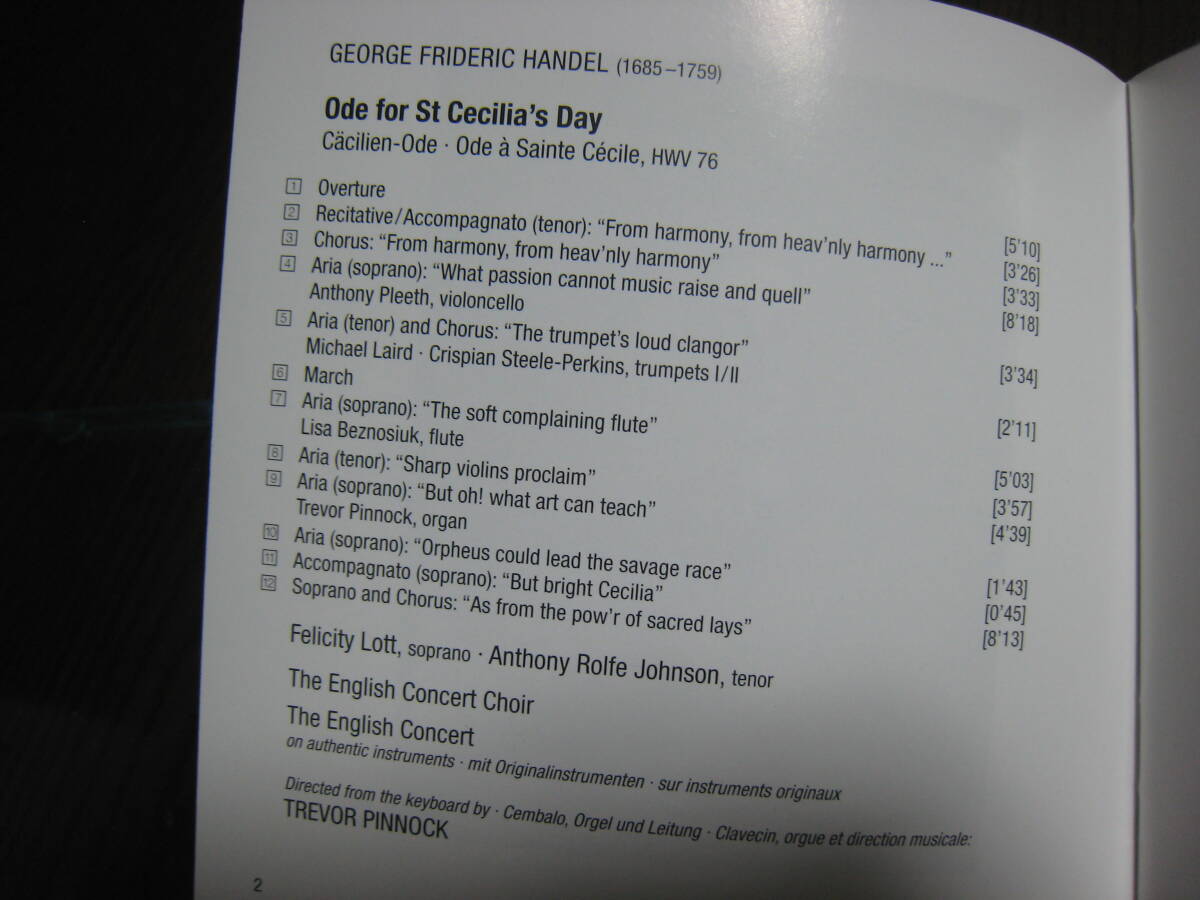 GEORGE FRIDERIC HANDEL (1685–1759)
Ode for St Cecilia's Day
Cäcilien-Ode · Ode à Sainte Cécile, HWV 76
1 Overture [5'10]
2 Recitative/Accompagnato (tenor): “From harmony, from heav'nly harmony ...” [3'26]
3 Chorus: “From harmony, from heav'nly harmony” [3'33]
4 Aria (soprano): “What passion cannot music raise and quell” [8'18]
Anthony Pleeth, violoncello
5 Aria (tenor) and Chorus: “The trumpet's loud clangor” [3'34]
Michael Laird · Crispian Steele-Perkins, trumpets I/II
6 March [2'11]
7 Aria (soprano): “The soft complaining flute” [5'03]
Lisa Beznosiuk, flute
8 Aria (tenor): “Sharp violins proclaim” [3'57]
9 Aria (soprano): “But oh! what art can teach” [4'39]
Trevor Pinnock, organ
10 Aria (soprano): “Orpheus could lead the savage race” [1'43]
11 Accompagnato (soprano): “But bright Cecilia” [0'45]
12 Soprano and Chorus: “As from the pow'r of sacred lays” [8'13]
Felicity Lott, soprano · Anthony Rolfe Johnson, tenor
The English Concert Choir
The English Concert
on authentic instruments · mit Originalinstrumenten · sur instruments originaux
Directed from the keyboard by · Cembalo, Orgel und Leitung · Clavecin, orgue et direction musicale:
TREVOR PINNOCK
2